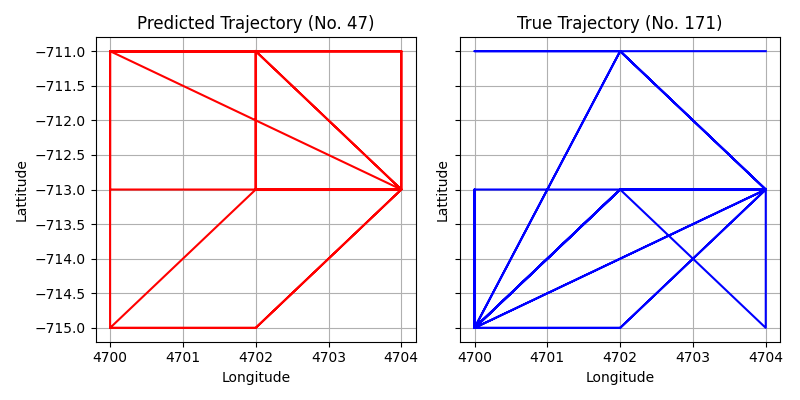 Predicted Trajectory (No. 47)
True Trajectory (No. 171)
−711.0
−711.5
−712.0
−712.5
−713.0
−713.5
−714.0
−714.5
−715.0
Lattitude
Lattitude
4700 4701 4702 4703 4704
4700 4701 4702 4703 4704
Longitude
Longitude